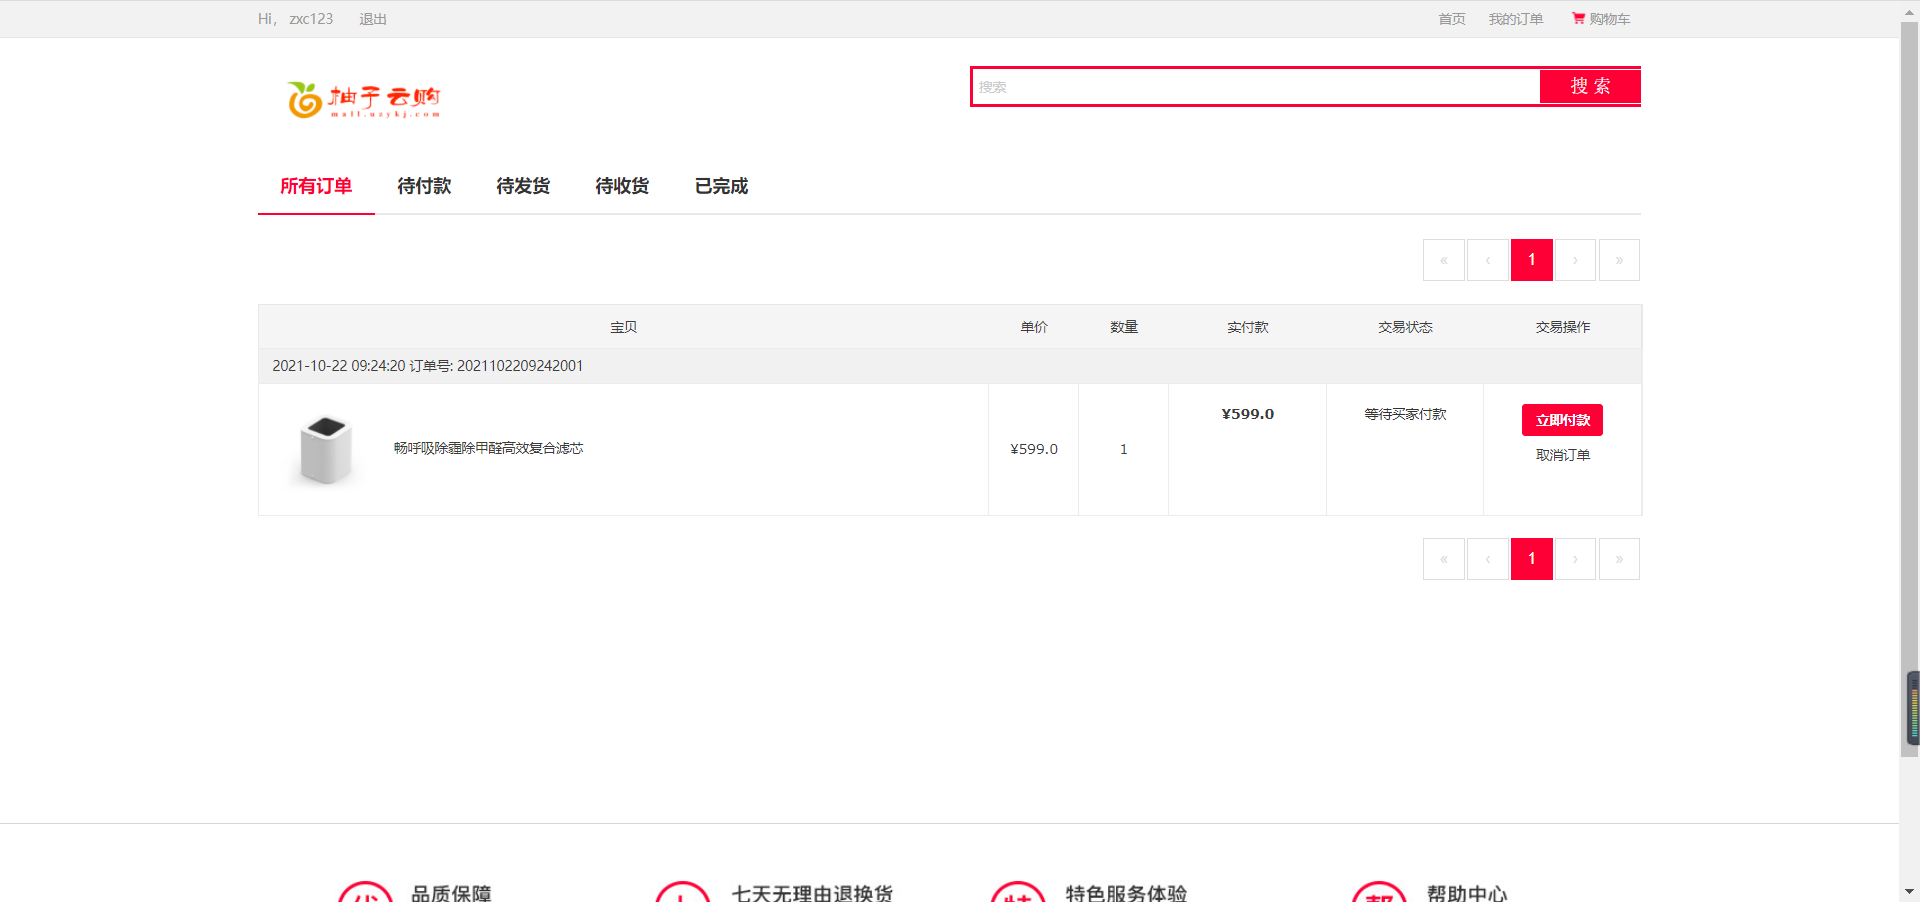 Hi， zxc123 退出 首页 我的订单 购物车
柚子云购
mall.uzykj.com
搜索 搜 索
所有订单 待付款 待发货 待收货 已完成
« ‹ 1 › »
宝贝 单价 数量 实付款 交易状态 交易操作
2021-10-22 09:24:20 订单号: 2021102209242001
畅呼吸除霾除甲醛高效复合滤芯 ¥599.0 1 ¥599.0 等待买家付款 立即付款
取消订单
« ‹ 1 › »
品质保障 七天无理由退换货 特色服务体验 帮助中心